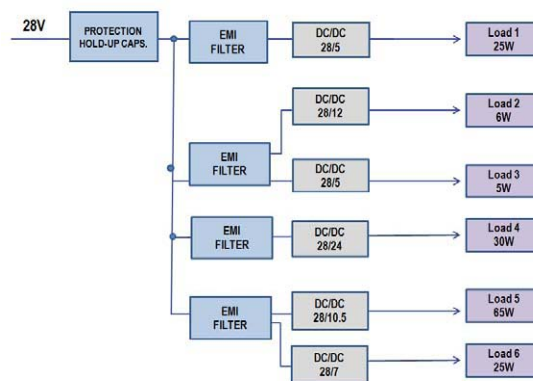 28V
PROTECTION
HOLD-UP CAPS.
EMI
FILTER
DC/DC
28/5
Load 1
25W
DC/DC
28/12
Load 2
6W
EMI
FILTER
DC/DC
28/5
Load 3
5W
EMI
FILTER
DC/DC
28/24
Load 4
30W
EMI
FILTER
DC/DC
28/10.5
Load 5
65W
DC/DC
28/7
Load 6
25W